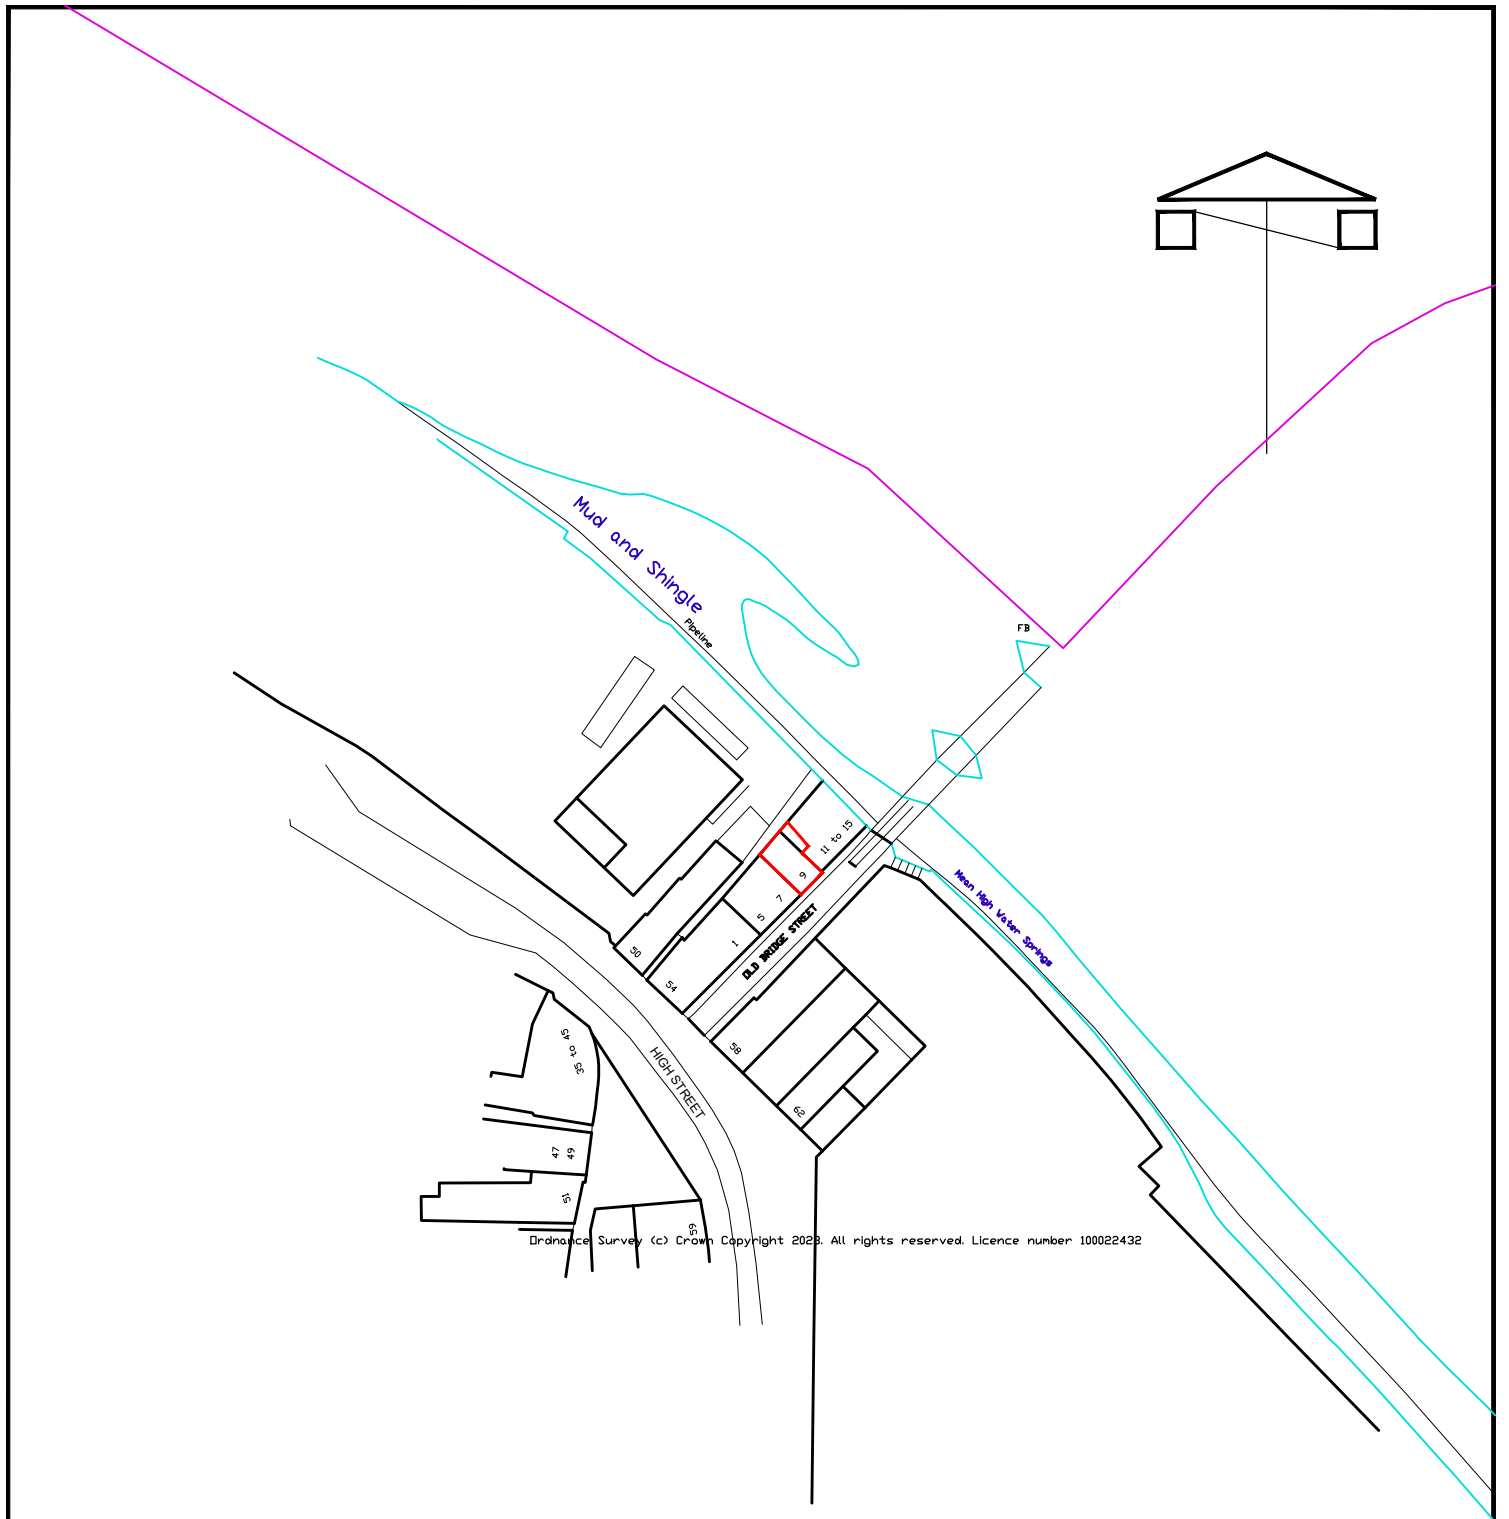 Mud and Shingle
Pipeline
FB
11 to 15
9
7
5
1
OLD BRIDGE STREET
Mean High Water Springs
50
54
58
62
HIGH STREET
35 to 45
47
49
51
59
Ordnance Survey (c) Crown Copyright 2023. All rights reserved. Licence number 100022432